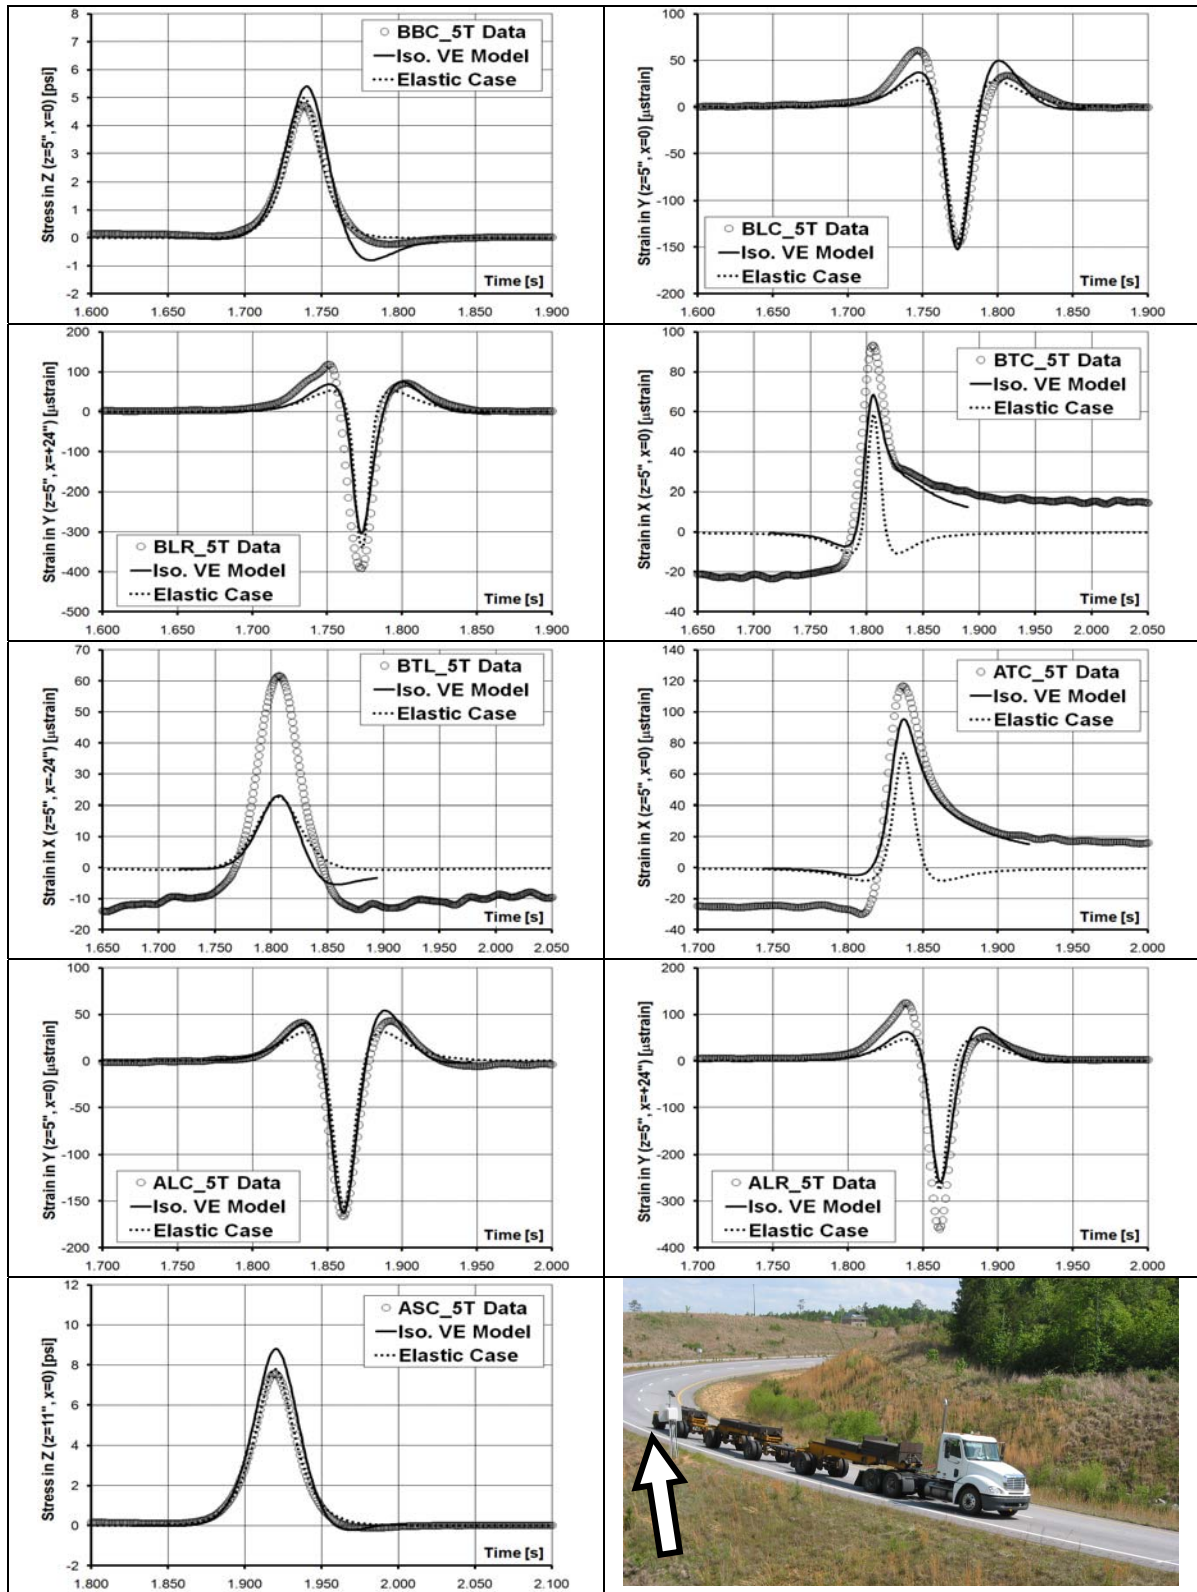 Stress in Z (z=5", x=0) [psi]
8
7
6
5
4
3
2
1
0
-1
-2
BBC_5T Data
Iso. VE Model
Elastic Case
Time [s]
1.600 1.650 1.700 1.750 1.800 1.850 1.900
Strain in Y (z=5", x=0) [µstrain]
100
50
0
-50
-100
-150
-200
BLC_5T Data
Iso. VE Model
Elastic Case
Time [s]
1.600 1.650 1.700 1.750 1.800 1.850 1.900
Strain in Y (z=5", x=+24") [µstrain]
200
100
0
-100
-200
-300
-400
-500
BLR_5T Data
Iso. VE Model
Elastic Case
Time [s]
1.600 1.650 1.700 1.750 1.800 1.850 1.900
Strain in X (z=5", x=0) [µstrain]
100
80
60
40
20
0
-20
-40
BTC_5T Data
Iso. VE Model
Elastic Case
Time [s]
1.650 1.700 1.750 1.800 1.850 1.900 1.950 2.000 2.050
Strain in X (z=5", x=-24") [µstrain]
70
60
50
40
30
20
10
0
-10
-20
BTL_5T Data
Iso. VE Model
Elastic Case
Time [s]
1.650 1.700 1.750 1.800 1.850 1.900 1.950 2.000 2.050
Strain in X (z=5", x=0) [µstrain]
140
120
100
80
60
40
20
0
-20
-40
ATC_5T Data
Iso. VE Model
Elastic Case
Time [s]
1.700 1.750 1.800 1.850 1.900 1.950 2.000
Strain in Y (z=5", x=0) [µstrain]
100
50
0
-50
-100
-150
-200
ALC_5T Data
Iso. VE Model
Elastic Case
Time [s]
1.700 1.750 1.800 1.850 1.900 1.950 2.000
Strain in Y (z=5", x=+24") [µstrain]
200
100
0
-100
-200
-300
-400
ALR_5T Data
Iso. VE Model
Elastic Case
Time [s]
1.700 1.750 1.800 1.850 1.900 1.950 2.000
Stress in Z (z=11", x=0) [psi]
12
10
8
6
4
2
0
-2
ASC_5T Data
Iso. VE Model
Elastic Case
Time [s]
1.800 1.850 1.900 1.950 2.000 2.050 2.100